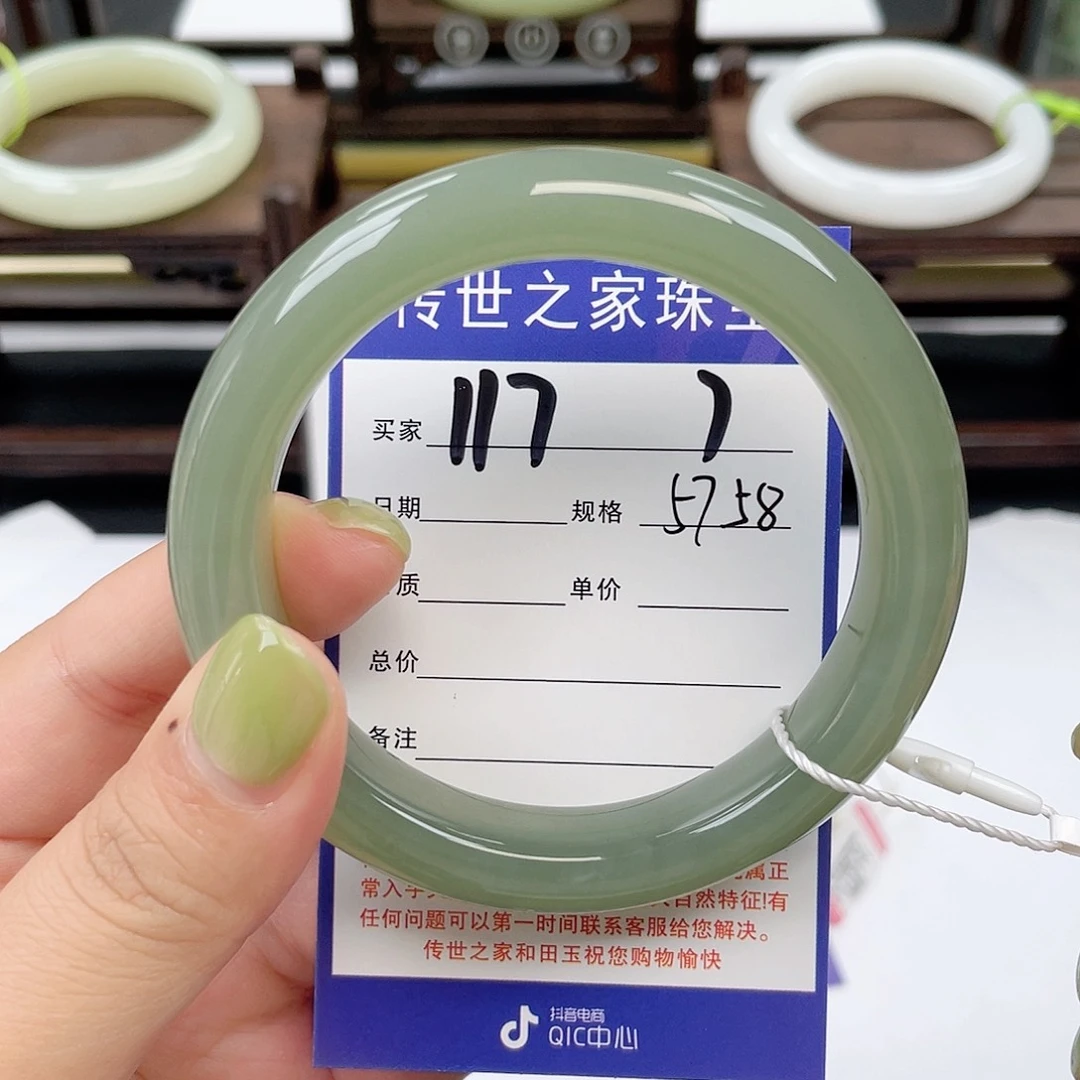 传世之家珠宝
买家 117 7
日期 规格 5758
质 单价
总价
备注
属正
常入手 自然特征!有
任何问题可以第一时间联系客服给您解决。
传世之家和田玉祝您购物愉快
抖音电商
QIC中心